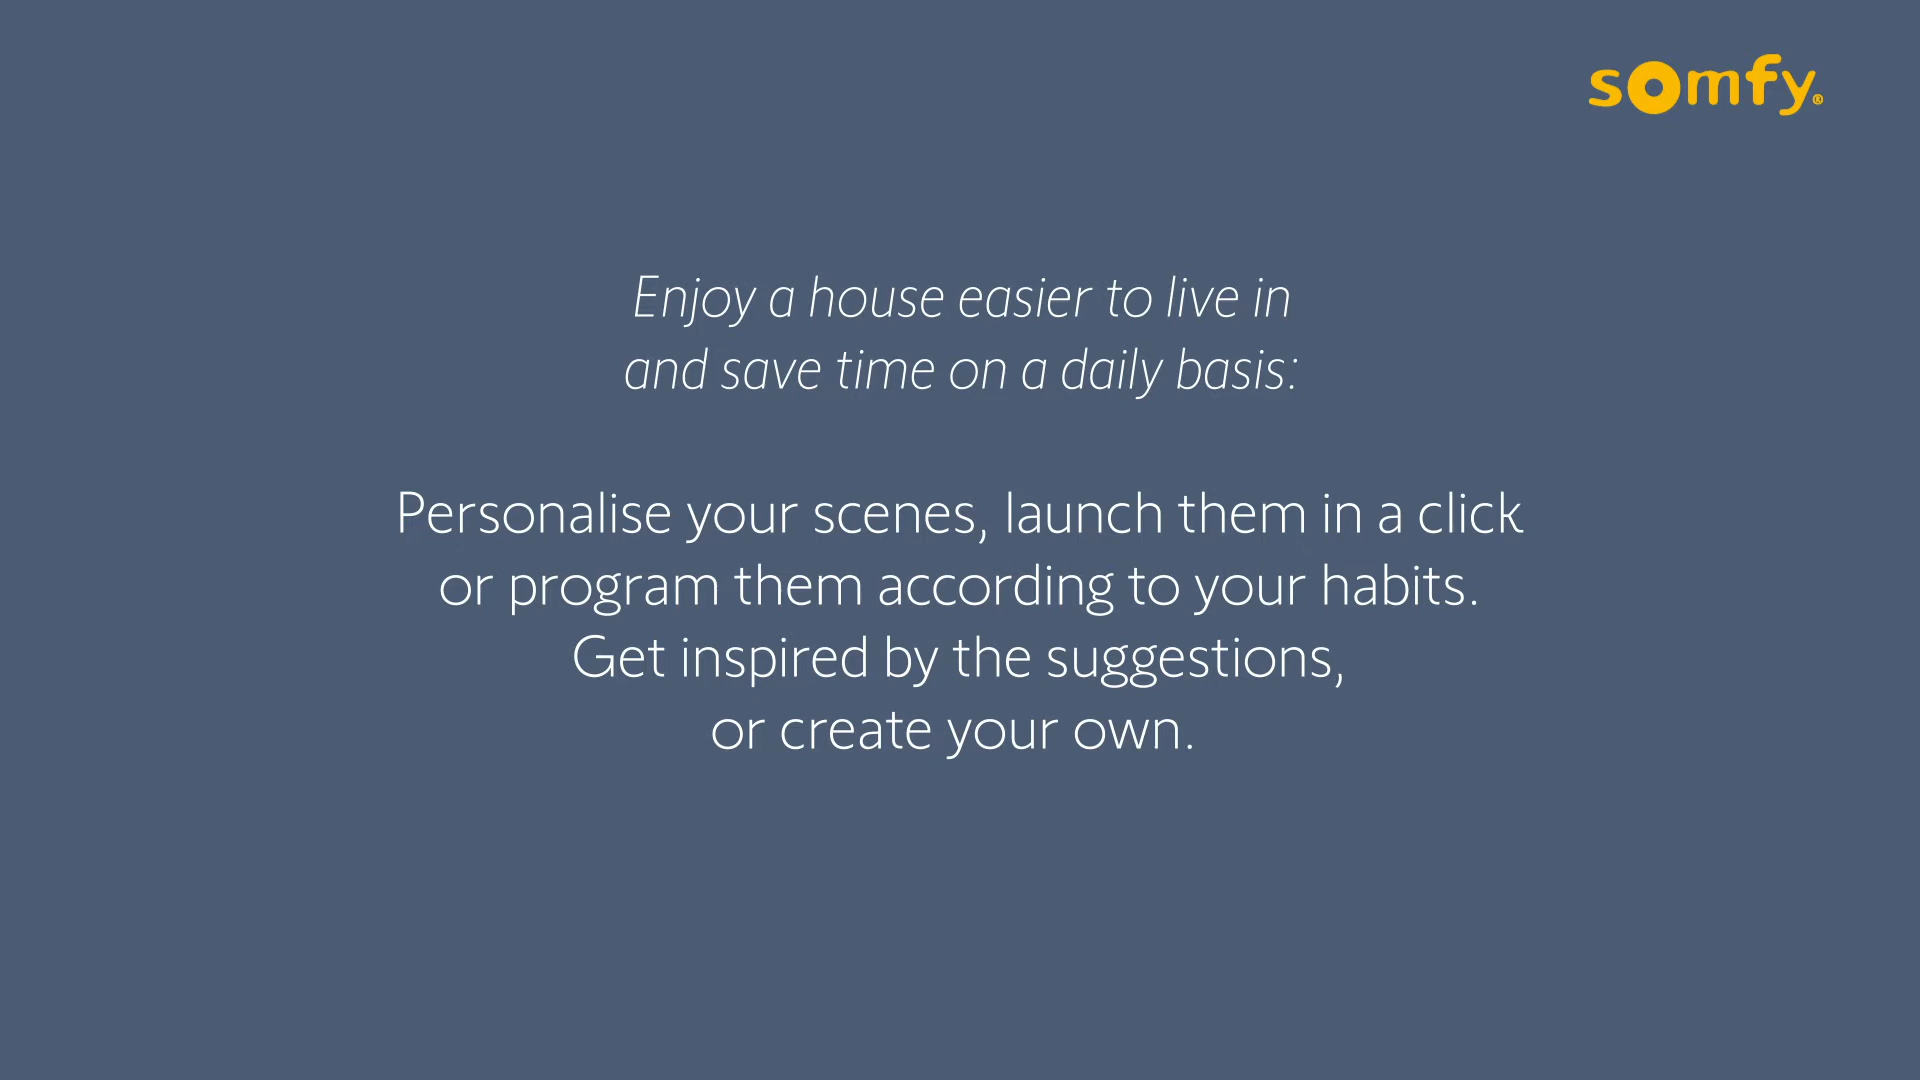 somfy®
Enjoy a house easier to live in
and save time on a daily basis:
Personalise your scenes, launch them in a click
or program them according to your habits.
Get inspired by the suggestions,
or create your own.